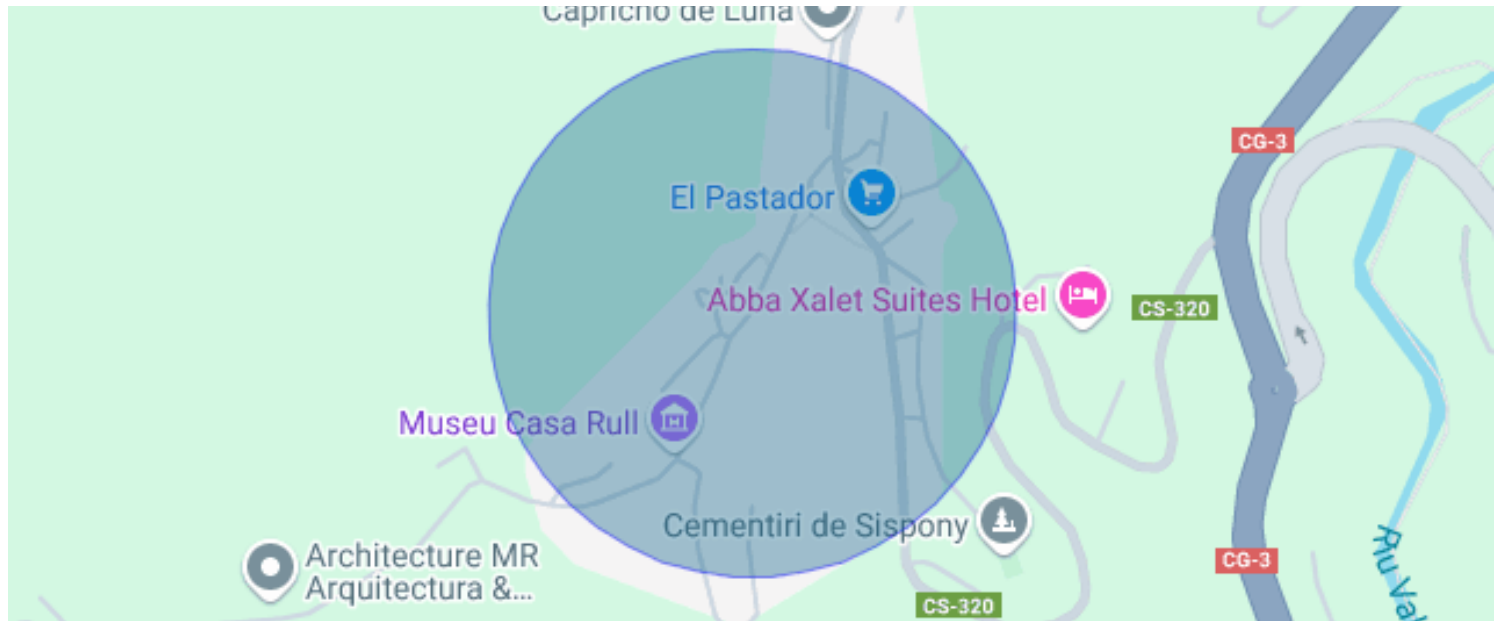 Capricho de Luna
CG-3
El Pastador
Abba Xalet Suites Hotel
CS-320
Museu Casa Rull
Cementiri de Sispony
Architecture MR
Arquitectura &...
CG-3
Riu Val
CS-320